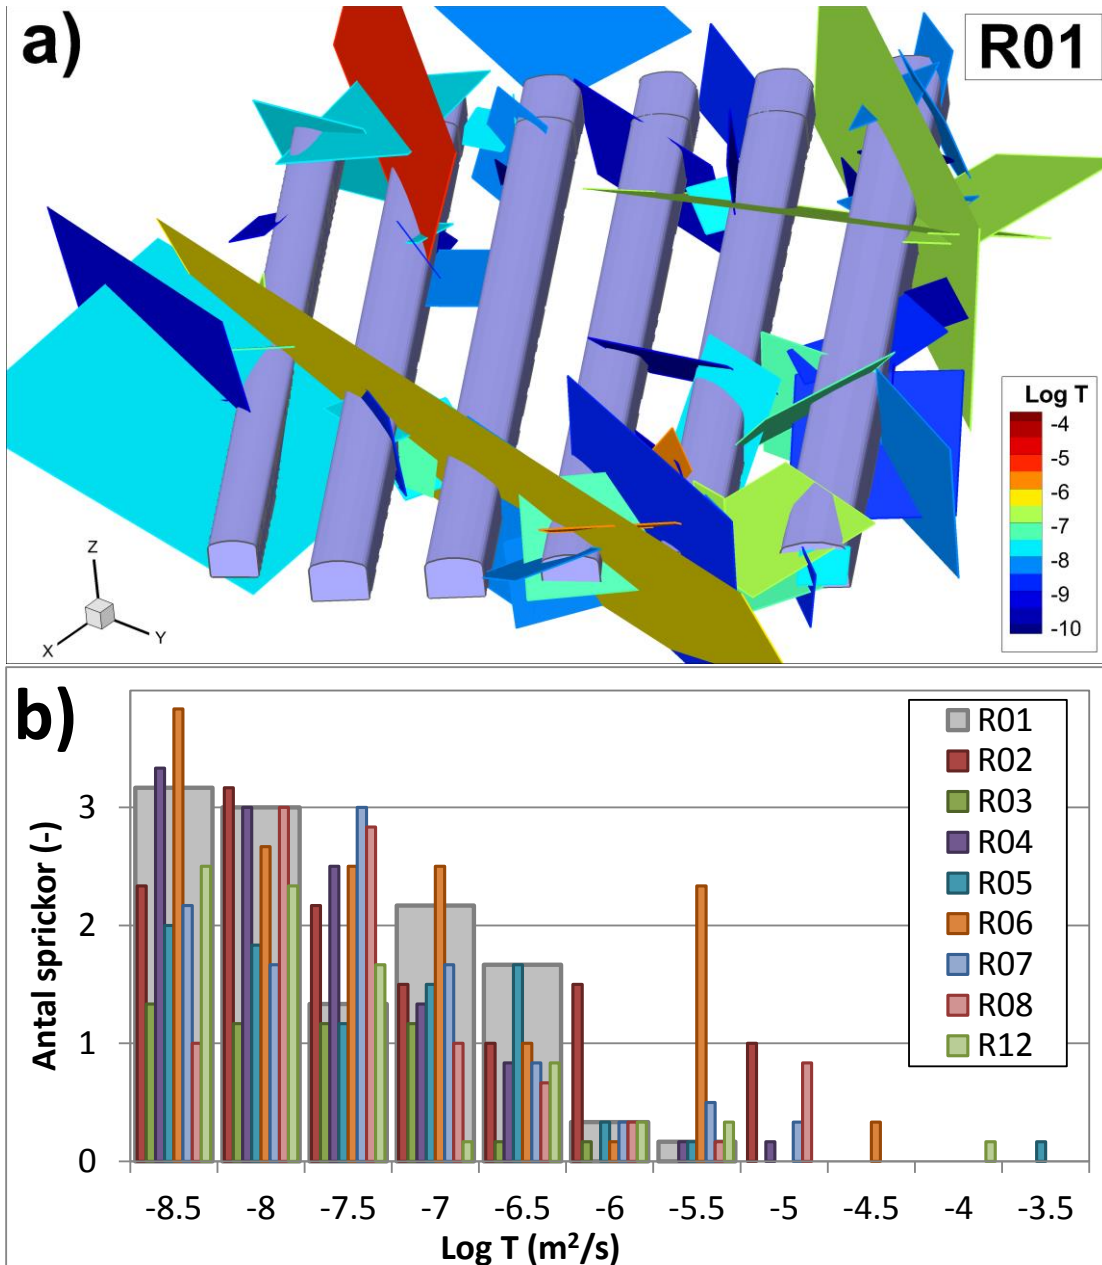 a)
R01
Log T
-4
-5
-6
-7
-8
-9
-10
Z
X
Y
b)
R01
R02
R03
R04
R05
R06
R07
R08
R12
Antal sprickor (-)
3
2
1
0
-8.5 -8 -7.5 -7 -6.5 -6 -5.5 -5 -4.5 -4 -3.5
Log T (m²/s)